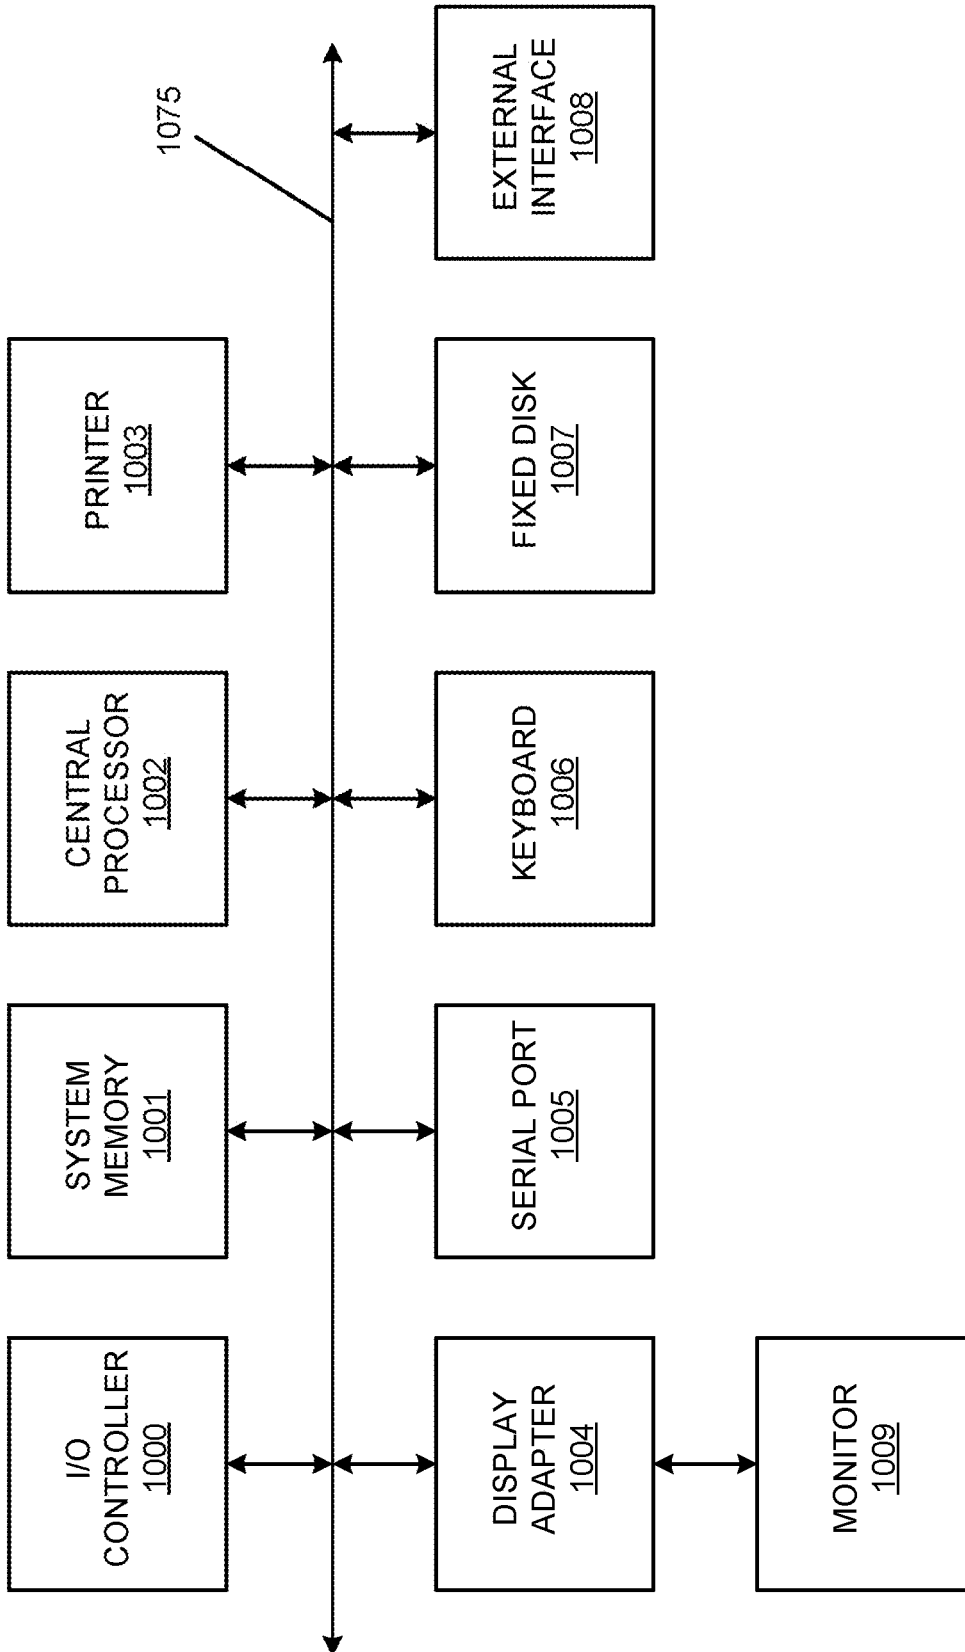 I/O
CONTROLLER
1000
SYSTEM
MEMORY
1001
CENTRAL
PROCESSOR
1002
PRINTER
1003
1075
DISPLAY
ADAPTER
1004
SERIAL PORT
1005
KEYBOARD
1006
FIXED DISK
1007
EXTERNAL
INTERFACE
1008
MONITOR
1009